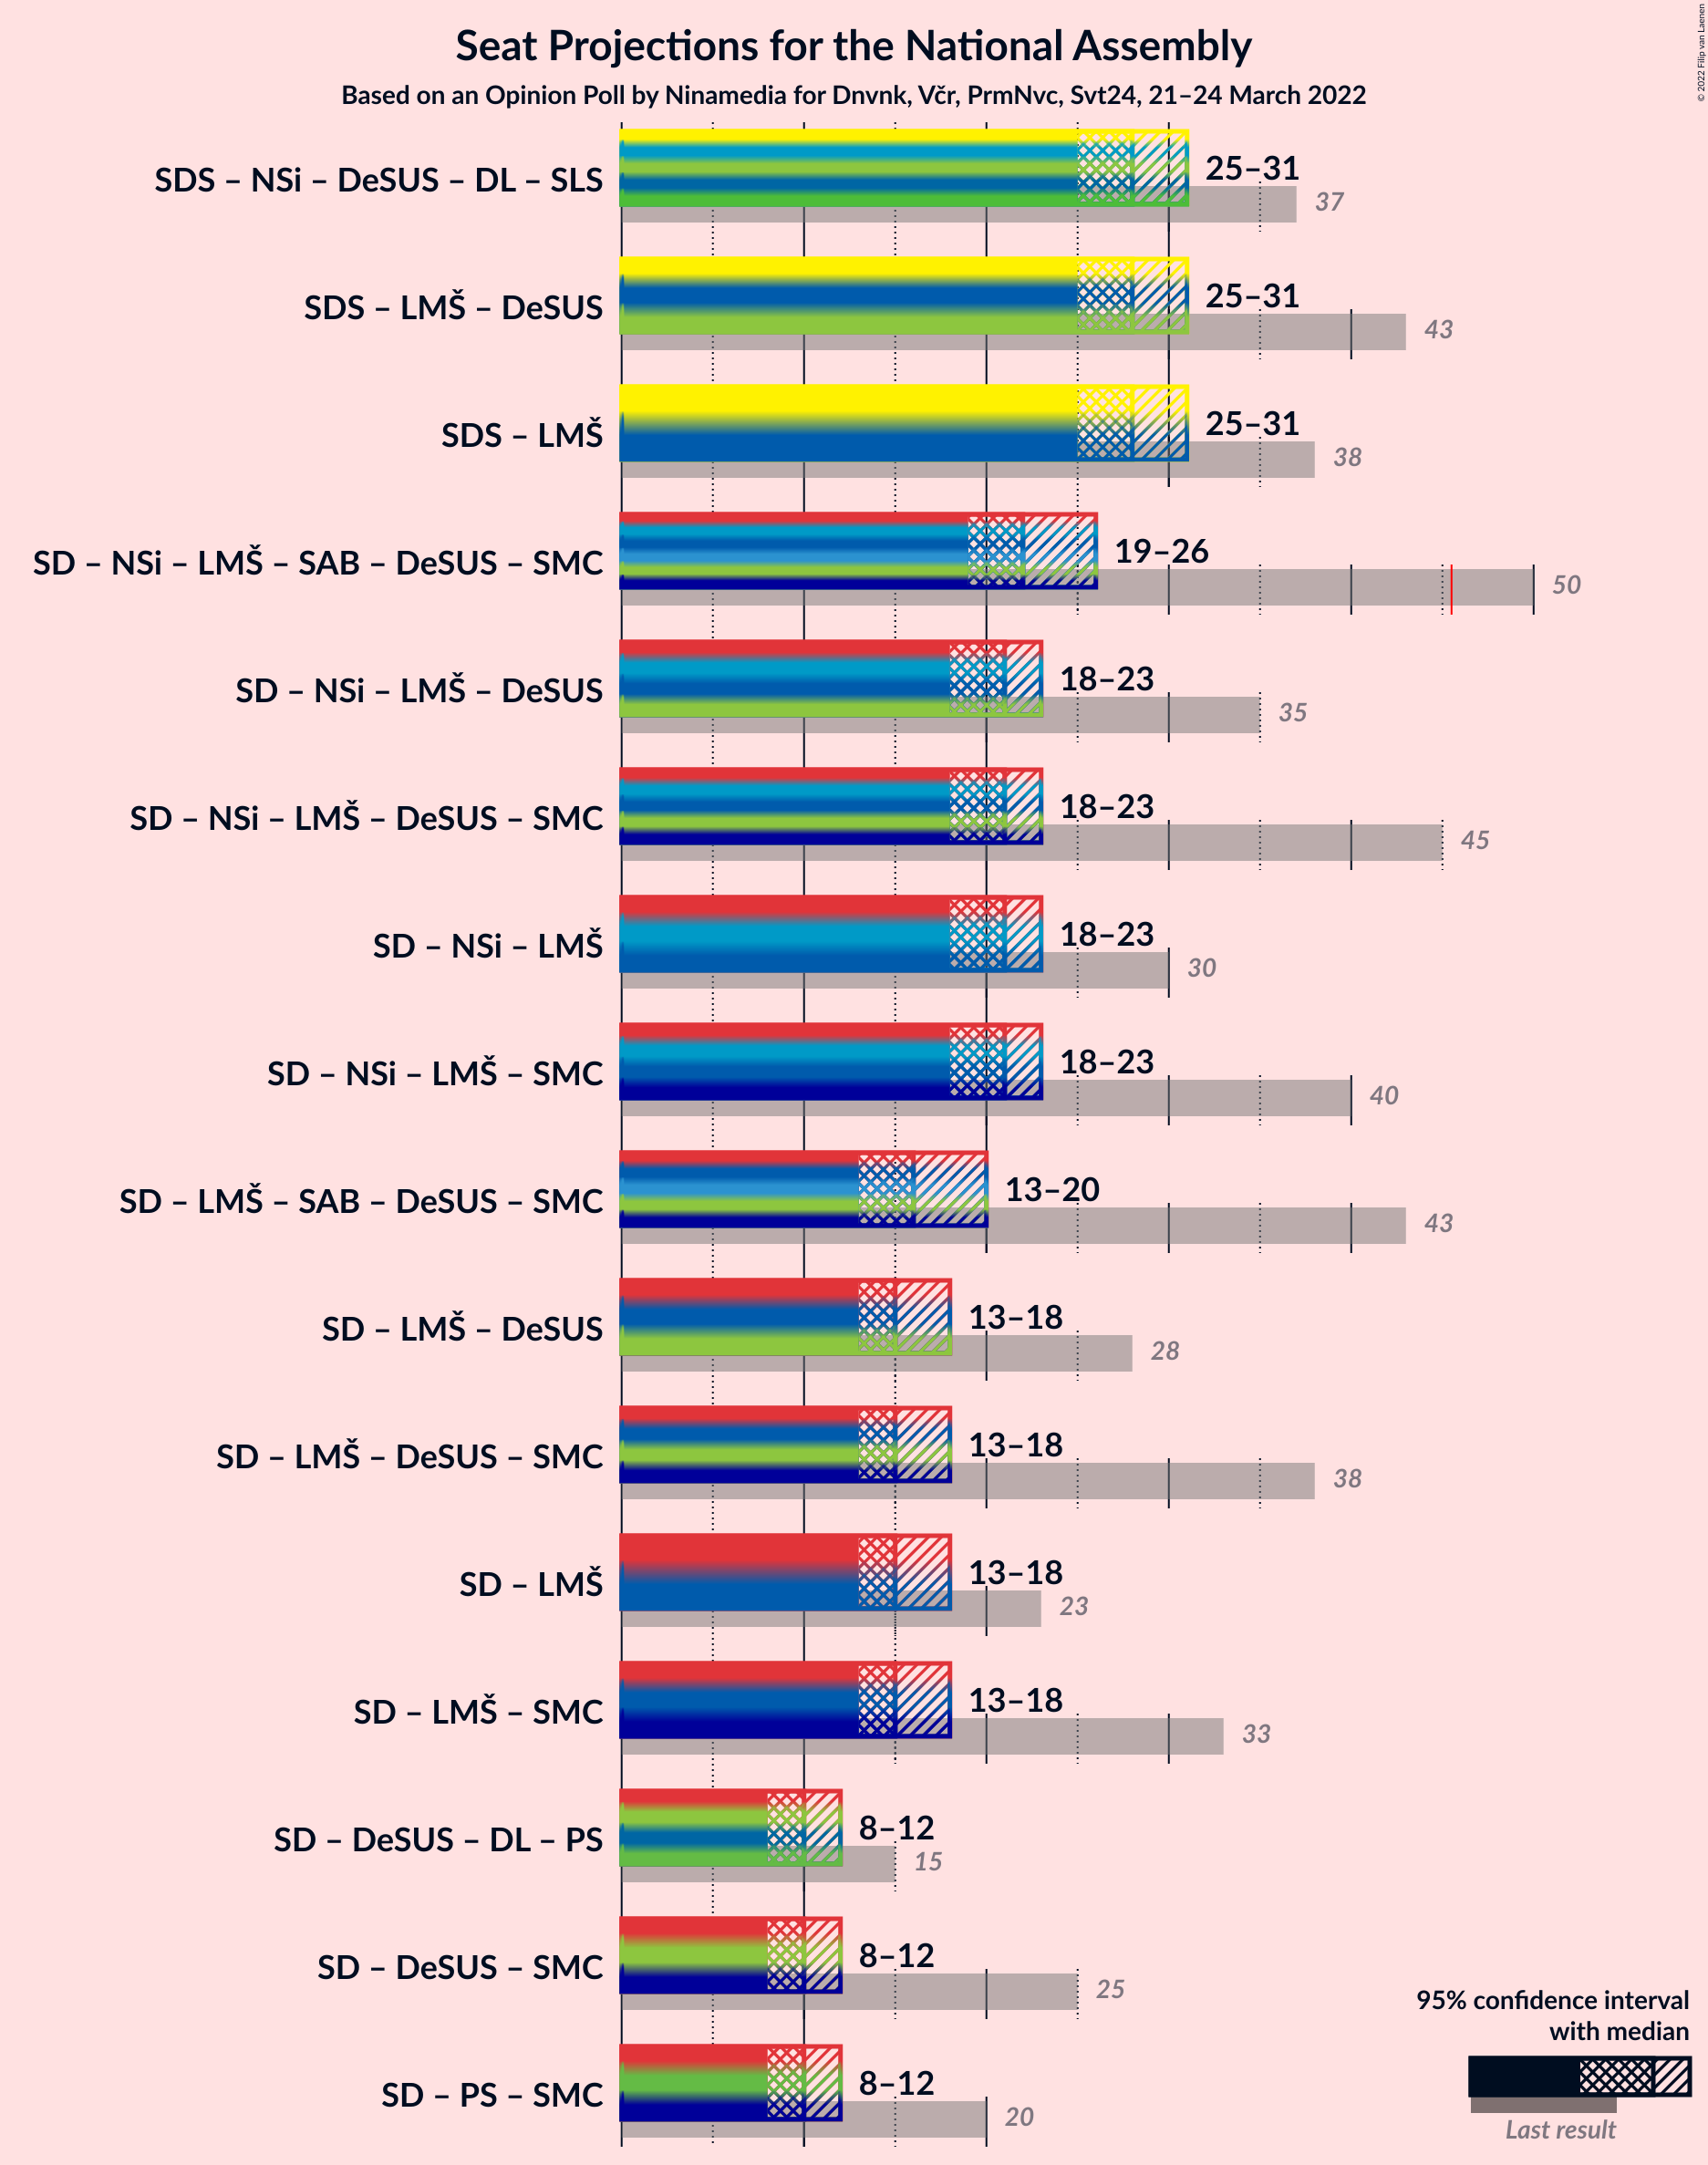 Seat Projections for the National Assembly
Based on an Opinion Poll by Ninamedia for Dnvnk, Včr, PrmNvc, Svt24, 21–24 March 2022
© 2022 Filip van Laenen
SDS – NSi – DeSUS – DL – SLS
25–31
37
SDS – LMŠ – DeSUS
25–31
43
SDS – LMŠ
25–31
38
SD – NSi – LMŠ – SAB – DeSUS – SMC
19–26
50
SD – NSi – LMŠ – DeSUS
18–23
35
SD – NSi – LMŠ – DeSUS – SMC
18–23
45
SD – NSi – LMŠ
18–23
30
SD – NSi – LMŠ – SMC
18–23
40
SD – LMŠ – SAB – DeSUS – SMC
13–20
43
SD – LMŠ – DeSUS
13–18
28
SD – LMŠ – DeSUS – SMC
13–18
38
SD – LMŠ
13–18
23
SD – LMŠ – SMC
13–18
33
SD – DeSUS – DL – PS
8–12
15
SD – DeSUS – SMC
8–12
25
SD – PS – SMC
8–12
20
95% confidence interval
with median
Last result